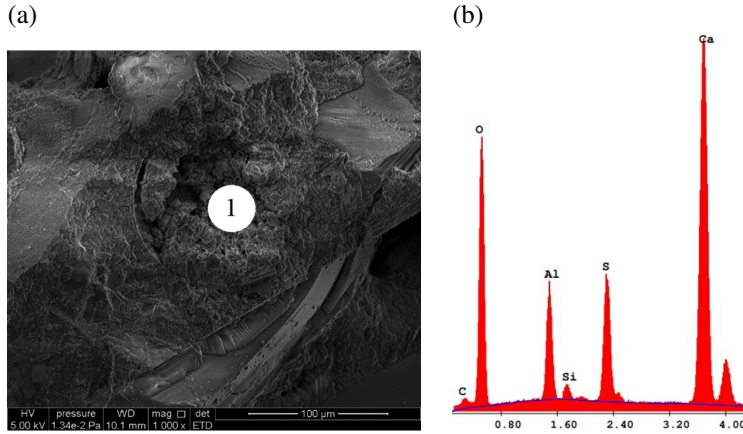 (a)
(b)
1
HV pressure WD mag □ det
5.00 kV 1.34e-2 Pa 10.1 mm 1 000 x ETD
100 µm
Ca
O
Al
S
Si
C
0.80 1.60 2.40 3.20 4.00